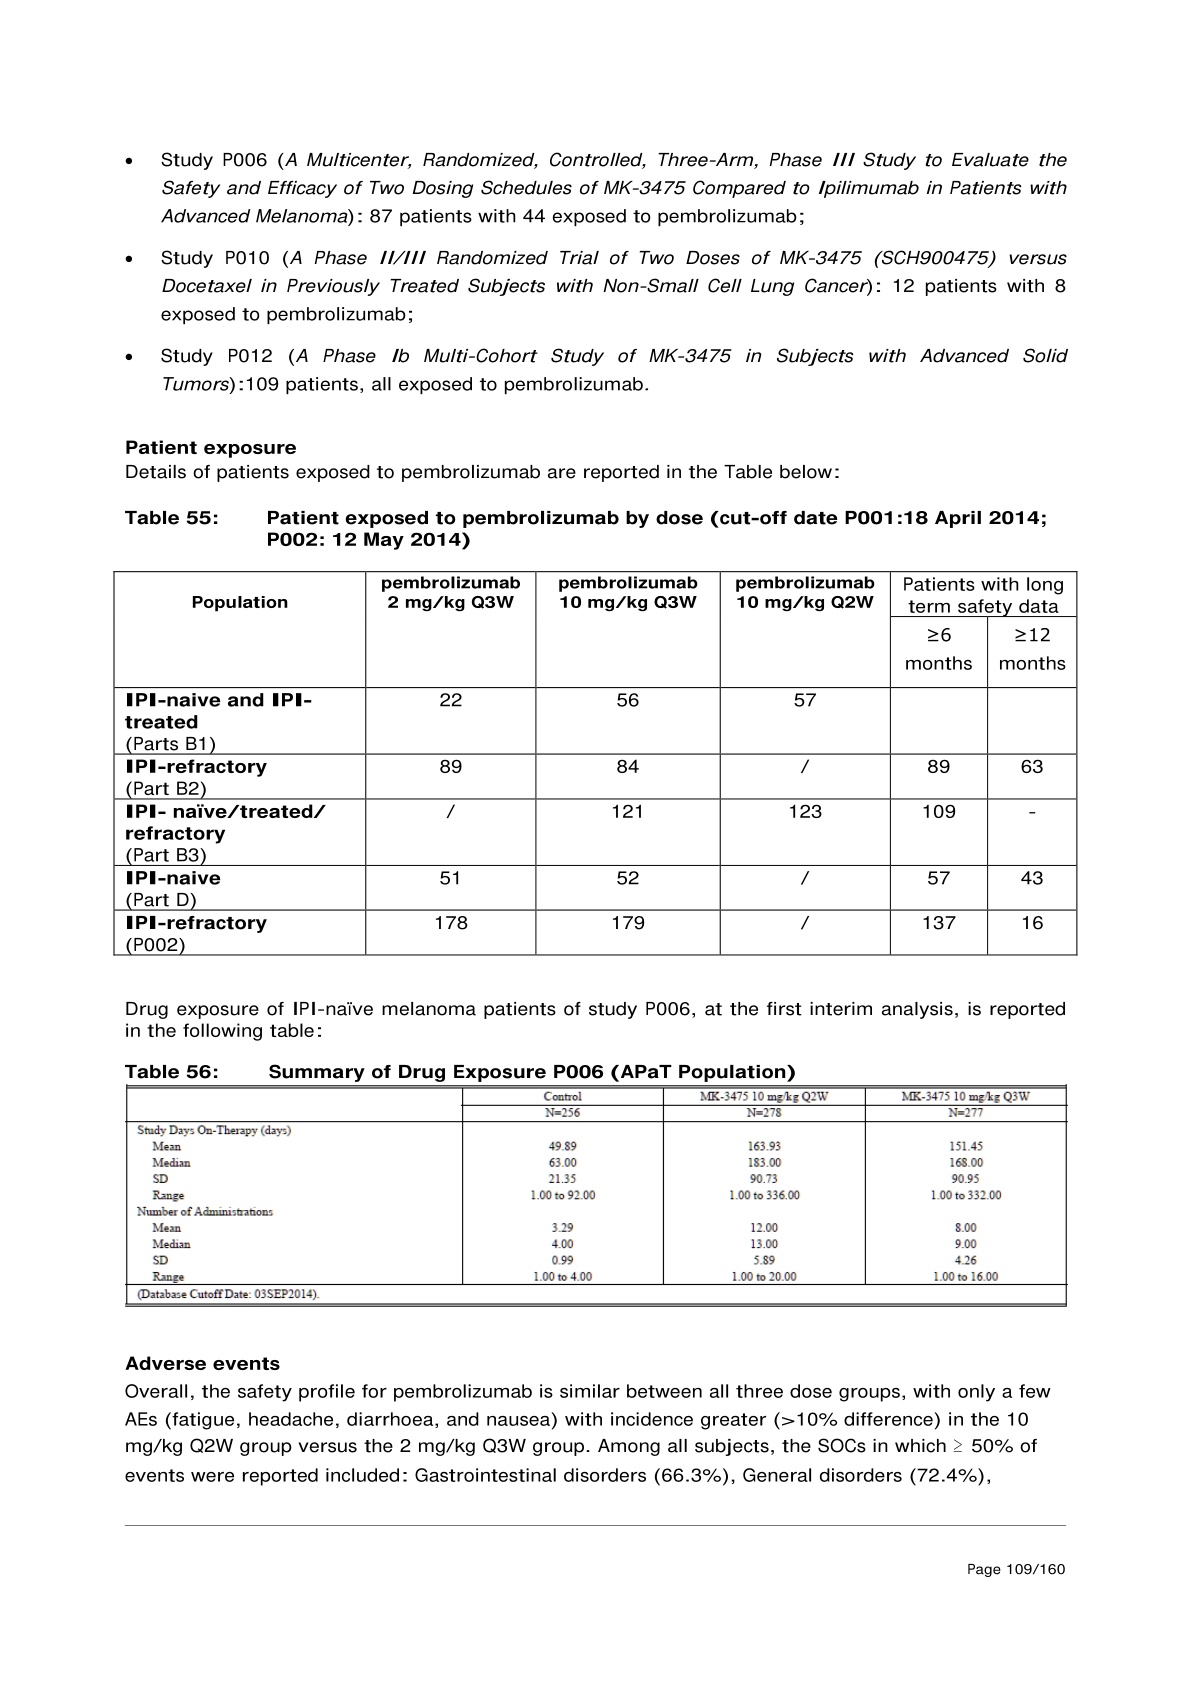 • Study P006 (A Multicenter, Randomized, Controlled, Three-Arm, Phase III Study to Evaluate the
Safety and Efficacy of Two Dosing Schedules of MK-3475 Compared to Ipilimumab in Patients with
Advanced Melanoma): 87 patients with 44 exposed to pembrolizumab;
• Study P010 (A Phase II/III Randomized Trial of Two Doses of MK-3475 (SCH900475) versus
Docetaxel in Previously Treated Subjects with Non-Small Cell Lung Cancer): 12 patients with 8
exposed to pembrolizumab;
• Study P012 (A Phase Ib Multi-Cohort Study of MK-3475 in Subjects with Advanced Solid
Tumors):109 patients, all exposed to pembrolizumab.
Patient exposure
Details of patients exposed to pembrolizumab are reported in the Table below:
Table 55: Patient exposed to pembrolizumab by dose (cut-off date P001:18 April 2014;
P002: 12 May 2014)
Population
pembrolizumab
2 mg/kg Q3W
pembrolizumab
10 mg/kg Q3W
pembrolizumab
10 mg/kg Q2W
Patients with long
term safety data
≥6
months
≥12
months
IPI-naive and IPI-
treated
(Parts B1)
22 56 57
IPI-refractory
(Part B2)
89 84 / 89 63
IPI- naïve/treated/
refractory
(Part B3)
/ 121 123 109 -
IPI-naive
(Part D)
51 52 / 57 43
IPI-refractory
(P002)
178 179 / 137 16
Drug exposure of IPI-naïve melanoma patients of study P006, at the first interim analysis, is reported
in the following table:
Table 56: Summary of Drug Exposure P006 (APaT Population)
Control MK-3475 10 mg/kg Q2W MK-3475 10 mg/kg Q3W
N=256 N=278 N=277
Study Days On-Therapy (days)
Mean 49.89 163.93 151.45
Median 63.00 183.00 168.00
SD 21.35 90.73 90.95
Range 1.00 to 92.00 1.00 to 336.00 1.00 to 332.00
Number of Administrations
Mean 3.29 12.00 8.00
Median 4.00 13.00 9.00
SD 0.99 5.89 4.26
Range 1.00 to 4.00 1.00 to 20.00 1.00 to 16.00
(Database Cutoff Date: 03SEP2014).
Adverse events
Overall, the safety profile for pembrolizumab is similar between all three dose groups, with only a few
AEs (fatigue, headache, diarrhoea, and nausea) with incidence greater (>10% difference) in the 10
mg/kg Q2W group versus the 2 mg/kg Q3W group. Among all subjects, the SOCs in which ≥ 50% of
events were reported included: Gastrointestinal disorders (66.3%), General disorders (72.4%),
Page 109/160